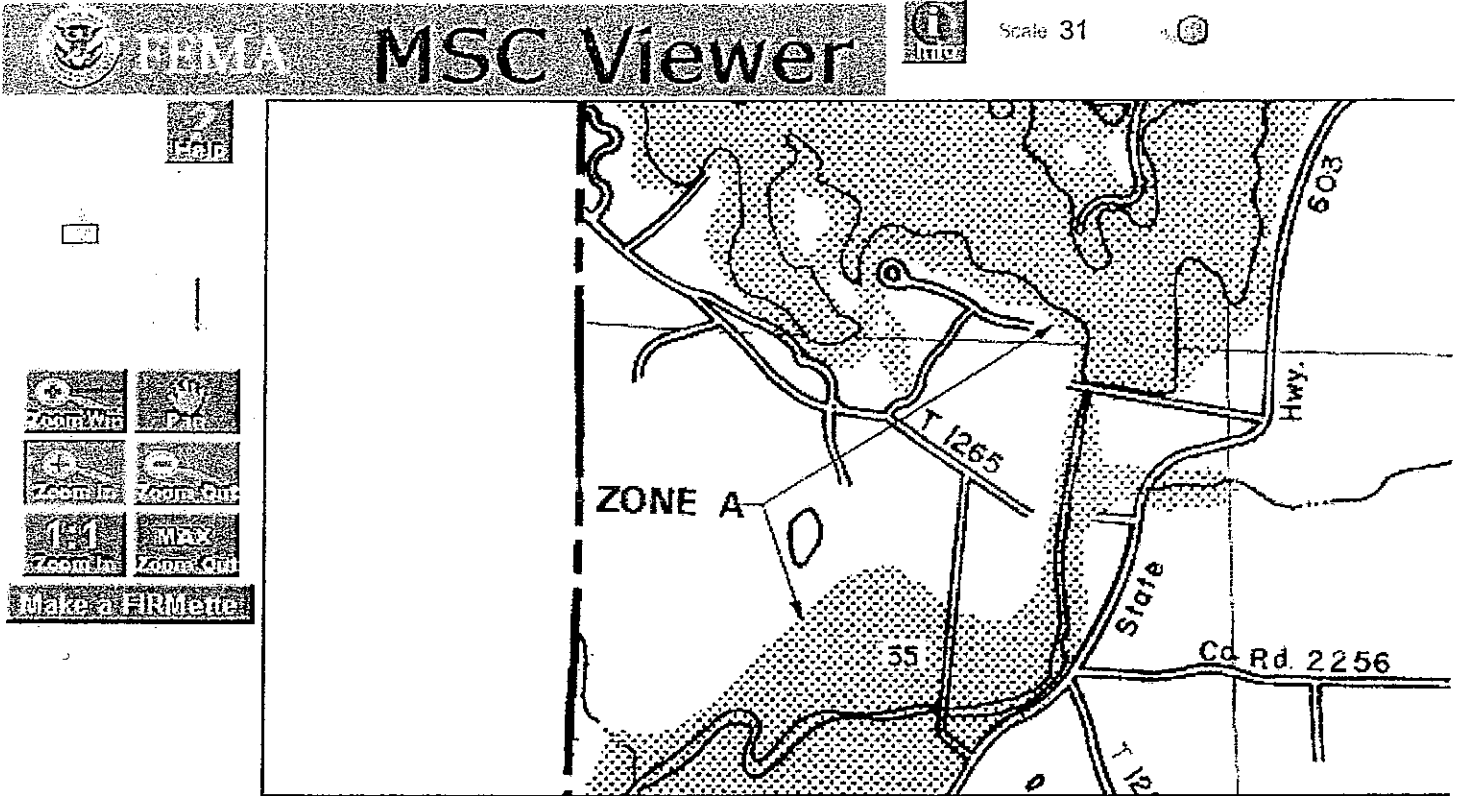 FEMA
MSC Viewer
Info
Scale 31
?
Help
Zoom Win
Pan
Zoom In
Zoom Out
1:1
Zoom In
MAX
Zoom Out
Make a FIRMette
603
Hwy.
T 1265
ZONE A
State
35
Co. Rd. 2256